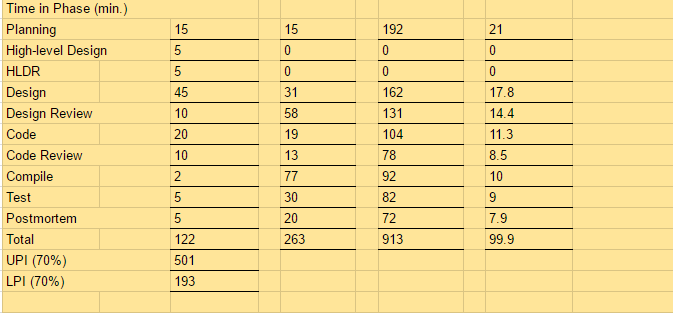 Time in Phase (min.)
Planning 15 15 192 21
High-level Design 5 0 0 0
HLDR 5 0 0 0
Design 45 31 162 17.8
Design Review 10 58 131 14.4
Code 20 19 104 11.3
Code Review 10 13 78 8.5
Compile 2 77 92 10
Test 5 30 82 9
Postmortem 5 20 72 7.9
Total 122 263 913 99.9
UPI (70%) 501
LPI (70%) 193